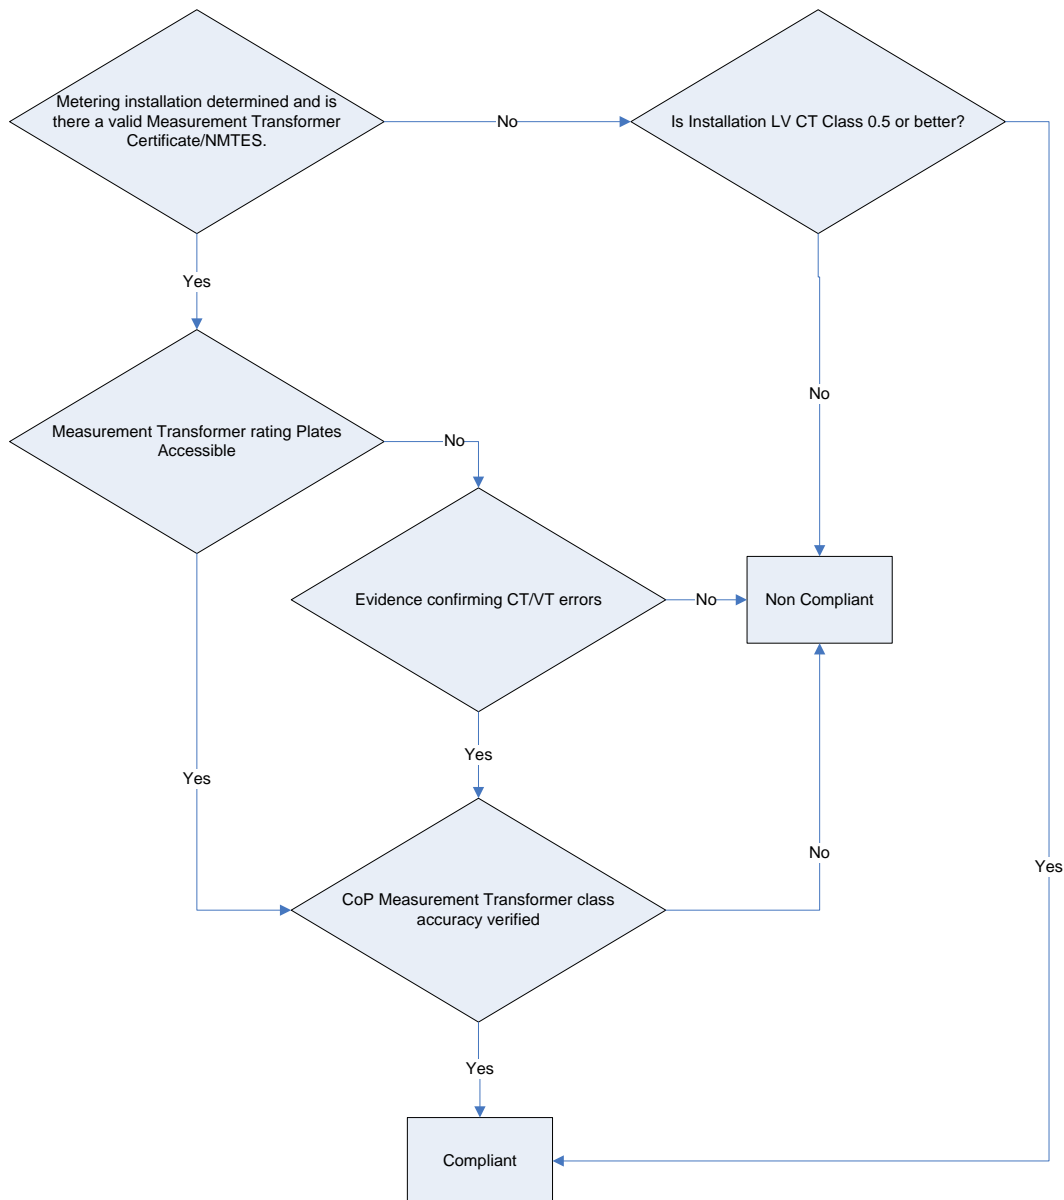 Metering installation determined and is
there a valid Measurement Transformer
Certificate/NMTES.
No
Is Installation LV CT Class 0.5 or better?
Yes
Measurement Transformer rating Plates
Accessible
No
No
Evidence confirming CT/VT errors
No
Non Compliant
Yes
Yes
No
Yes
CoP Measurement Transformer class
accuracy verified
Yes
Compliant